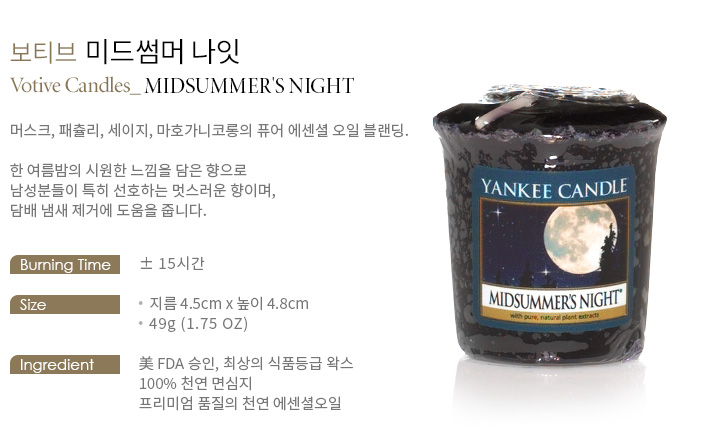 보티브 미드썸머 나잇
Votive Candles_ MIDSUMMER'S NIGHT
머스크, 패츌리, 세이지, 마호가니코롱의 퓨어 에센셜 오일 블랜딩.
한 여름밤의 시원한 느낌을 담은 향으로
남성분들이 특히 선호하는 멋스러운 향이며,
담배 냄새 제거에 도움을 줍니다.
Burning Time ± 15시간
Size • 지름 4.5cm x 높이 4.8cm
• 49g (1.75 OZ)
Ingredient 美 FDA 승인, 최상의 식품등급 왁스
100% 천연 면심지
프리미엄 품질의 천연 에센셜오일
YANKEE CANDLE
MIDSUMMER'S NIGHT®
with pure, natural plant extracts